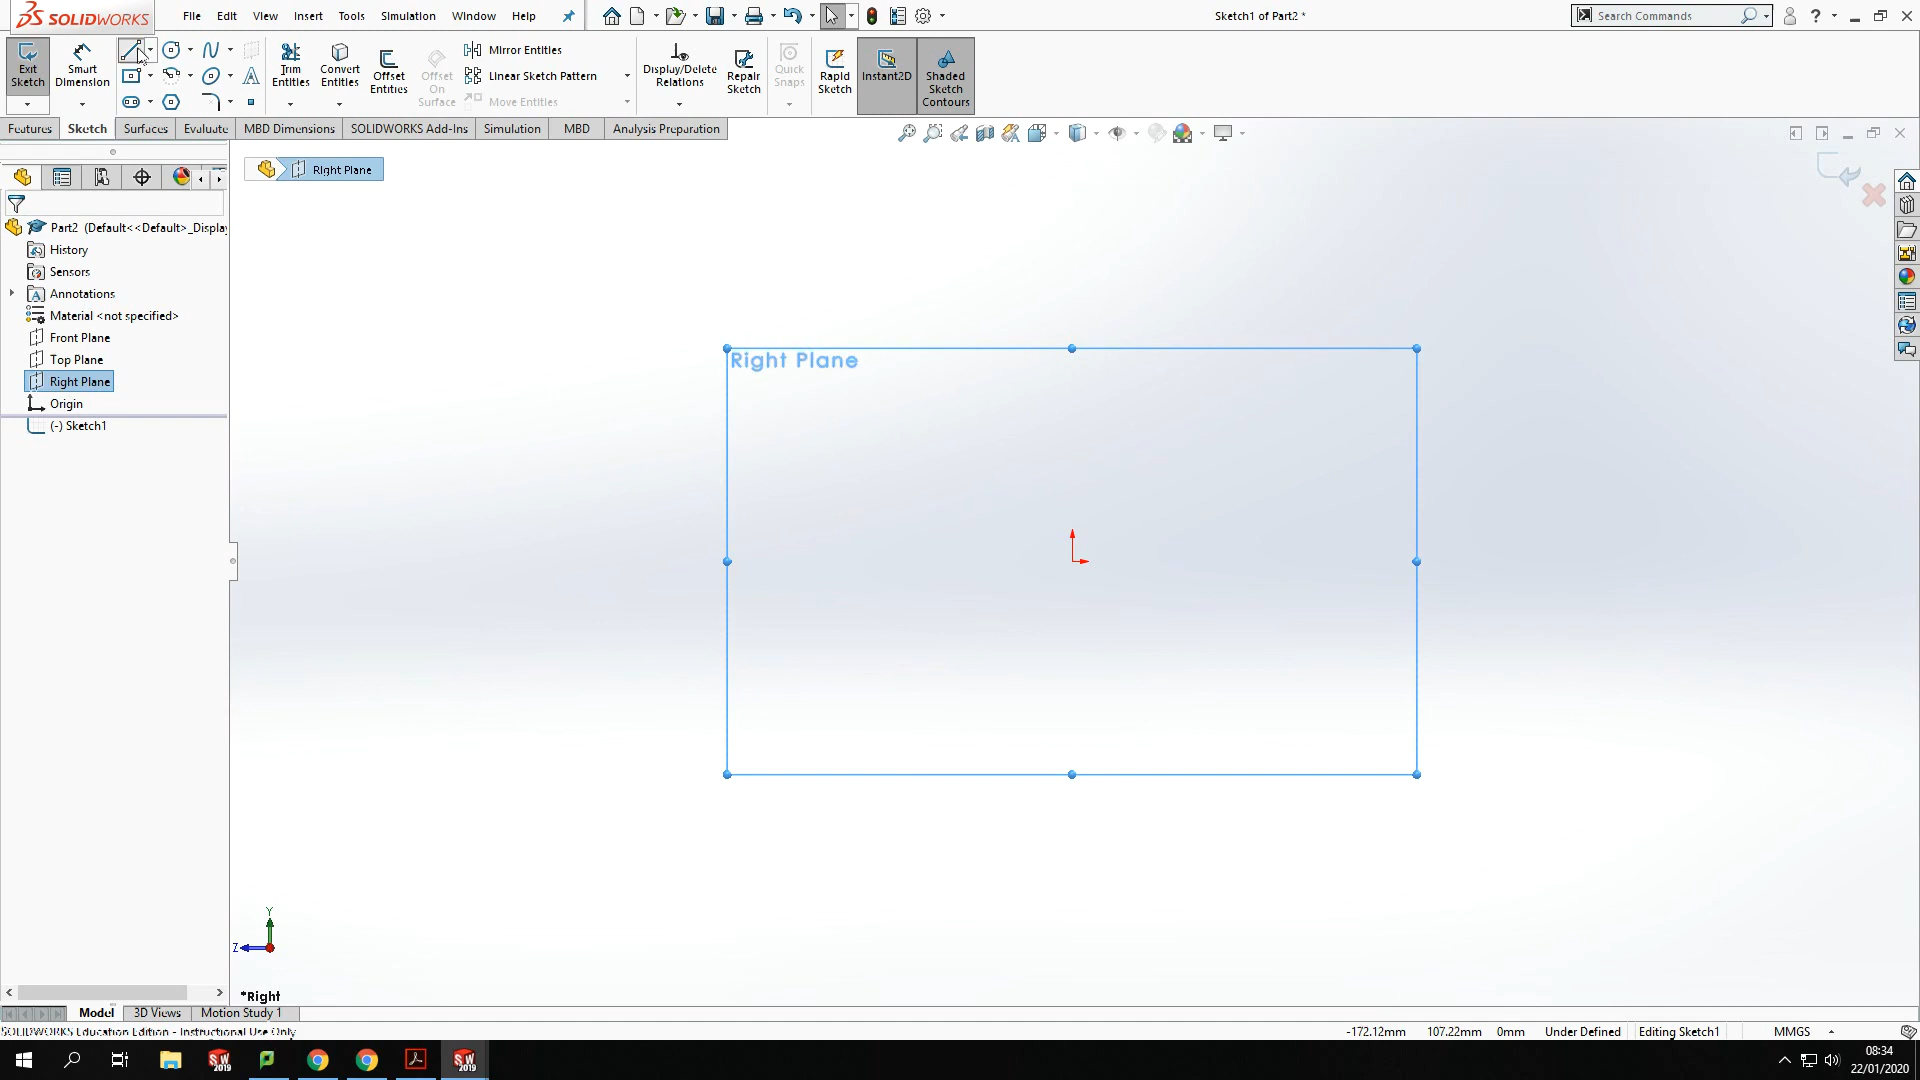 SOLIDWORKS File Edit View Insert Tools Simulation Window Help Sketch1 of Part2 * Search Commands
Exit Sketch
Smart Dimension
Trim Entities
Convert Entities
Offset Entities
Offset On Surface
Mirror Entities
Linear Sketch Pattern
Move Entities
Display/Delete Relations
Repair Sketch
Quick Snaps
Rapid Sketch
Instant2D
Shaded Sketch Contours
Features Sketch Surfaces Evaluate MBD Dimensions SOLIDWORKS Add-Ins Simulation MBD Analysis Preparation
Right Plane
Part2 (Default<<Default>_Displa
History
Sensors
Annotations
Material <not specified>
Front Plane
Top Plane
Right Plane
Origin
(-) Sketch1
Right Plane
Y
Z
*Right
Model 3D Views Motion Study 1
SOLIDWORKS Education Edition - Instructional Use Only -172.12mm 107.22mm 0mm Under Defined Editing Sketch1 MMGS
SW 2019 SW 2019
08:34
22/01/2020